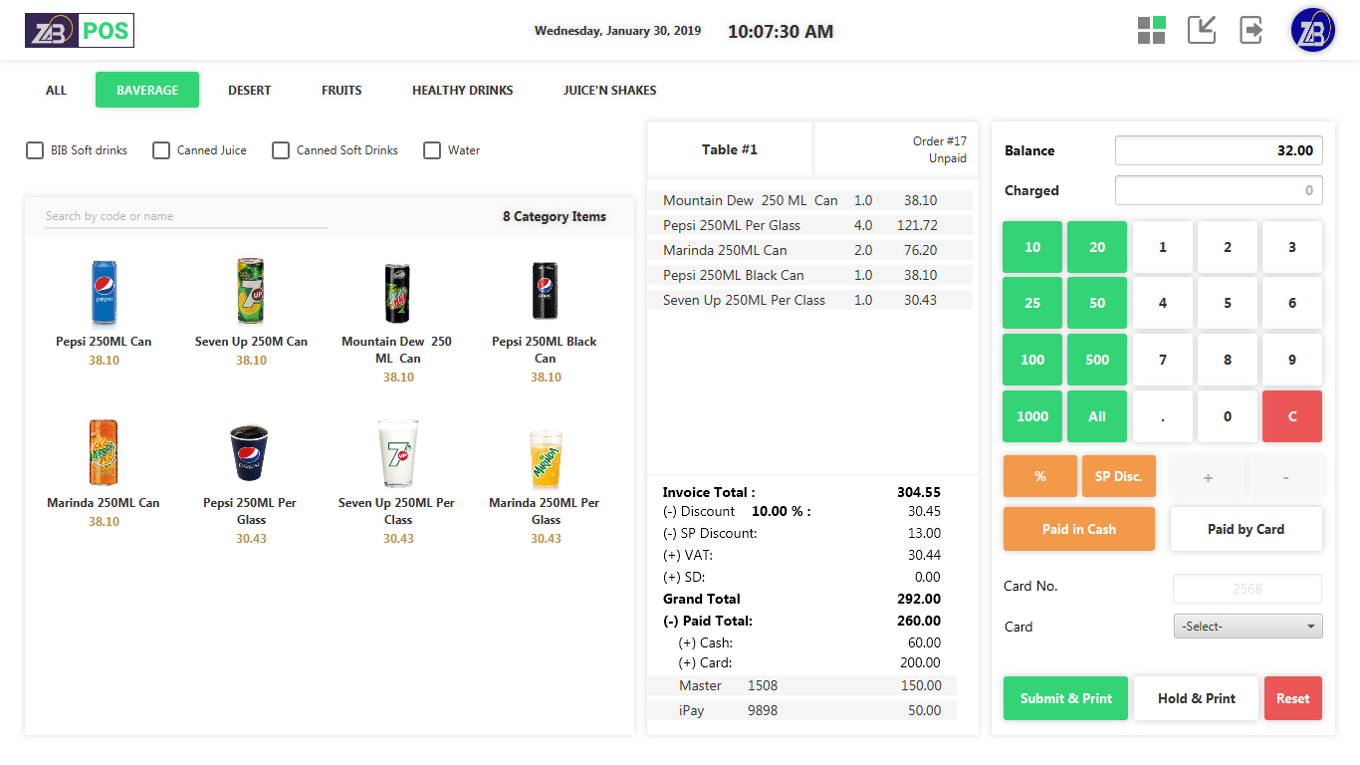 ZB POS
Wednesday, January 30, 2019 10:07:30 AM
ZB
ALL BAVERAGE DESERT FRUITS HEALTHY DRINKS JUICE'N SHAKES
BIB Soft drinks Canned Juice Canned Soft Drinks Water
Search by code or name 8 Category Items
pepsi
7UP
pepsi
Pepsi 250ML Can
38.10
Seven Up 250M Can
38.10
Mountain Dew 250
ML Can
38.10
Pepsi 250ML Black
Can
38.10
pepsi
7UP
MIRINDA
Marinda 250ML Can
38.10
Pepsi 250ML Per
Glass
30.43
Seven Up 250ML Per
Class
30.43
Marinda 250ML Per
Glass
30.43
Table #1
Order #17
Unpaid
Mountain Dew 250 ML Can 1.0 38.10
Pepsi 250ML Per Glass 4.0 121.72
Marinda 250ML Can 2.0 76.20
Pepsi 250ML Black Can 1.0 38.10
Seven Up 250ML Per Class 1.0 30.43
Invoice Total : 304.55
(-) Discount 10.00 % : 30.45
(-) SP Discount: 13.00
(+) VAT: 30.44
(+) SD: 0.00
Grand Total 292.00
(-) Paid Total: 260.00
(+) Cash: 60.00
(+) Card: 200.00
Master 1508 150.00
iPay 9898 50.00
Balance 32.00
Charged 0
10 20 1 2 3
25 50 4 5 6
100 500 7 8 9
1000 All . 0 C
% SP Disc. + -
Paid in Cash Paid by Card
Card No. 2568
Card -Select-
Submit & Print Hold & Print Reset